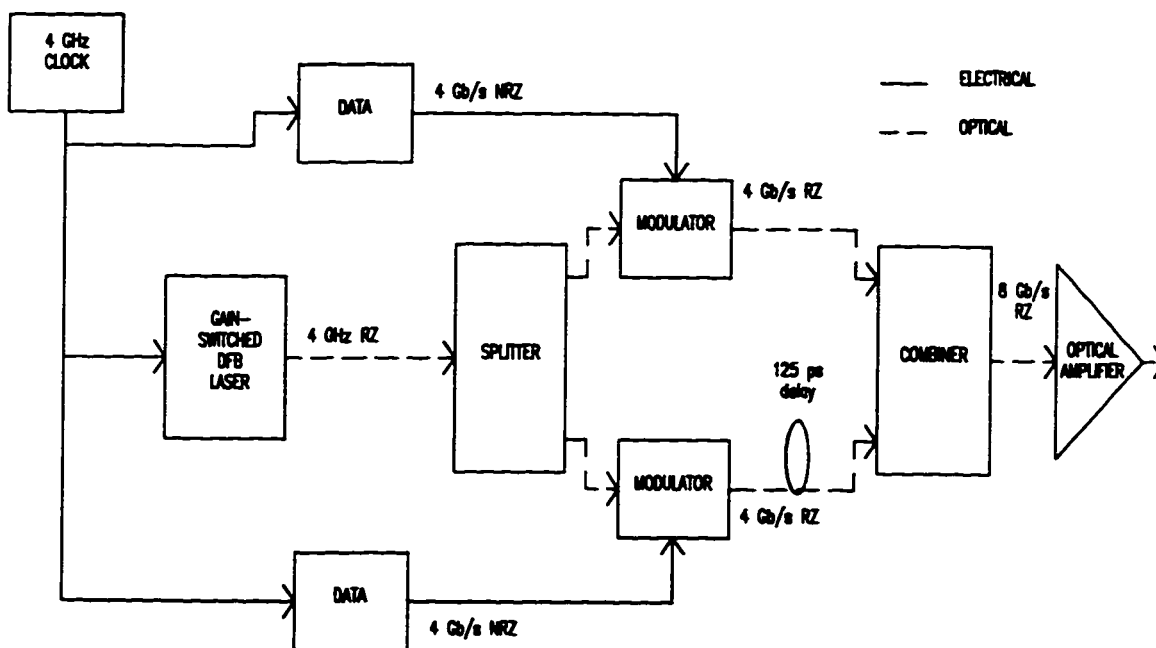 4 GHz
CLOCK
DATA
4 Gb/s NRZ
ELECTRICAL
OPTICAL
MODULATOR
4 Gb/s RZ
GAIN-
SWITCHED
DFB
LASER
4 GHz RZ
SPLITTER
COMBINER
8 Gb/s
RZ
OPTICAL
AMPLIFIER
125 ps
delay
MODULATOR
4 Gb/s RZ
DATA
4 Gb/s NRZ